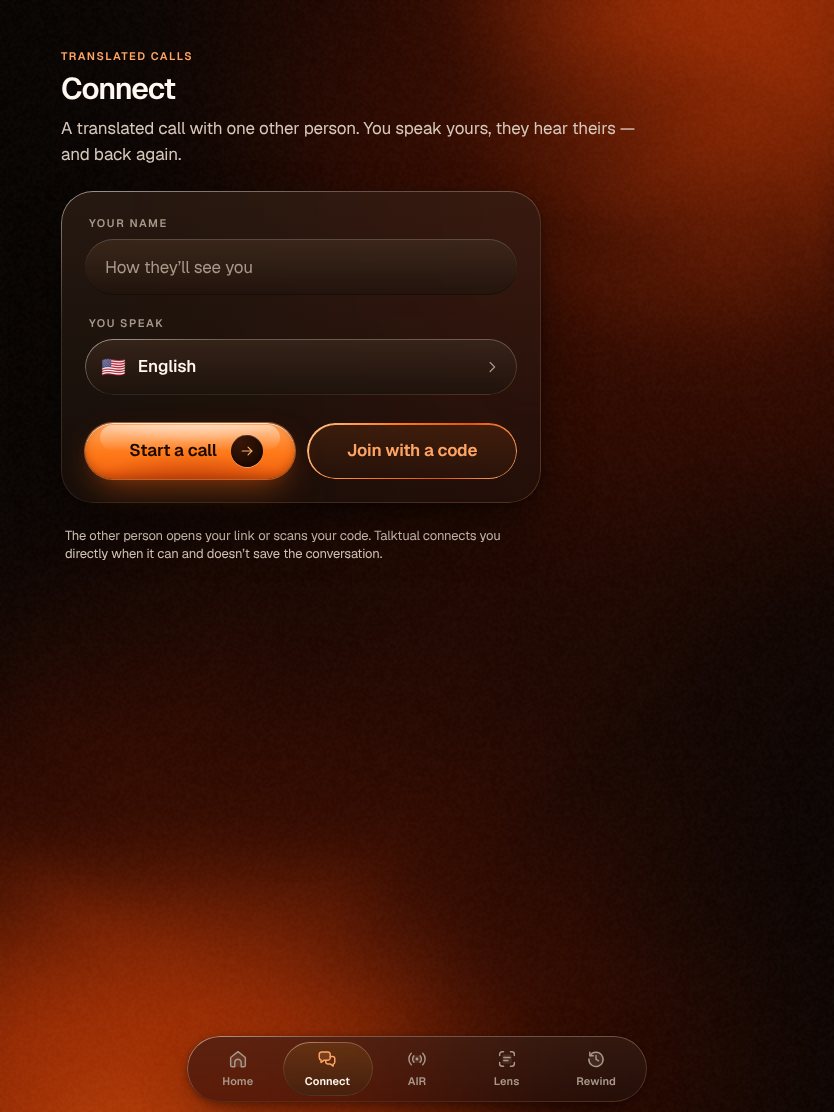 TRANSLATED CALLS
Connect
A translated call with one other person. You speak yours, they hear theirs —
and back again.
YOUR NAME
How they’ll see you
YOU SPEAK
English
Start a call
Join with a code
The other person opens your link or scans your code. Talktual connects you
directly when it can and doesn’t save the conversation.
Home
Connect
AIR
Lens
Rewind